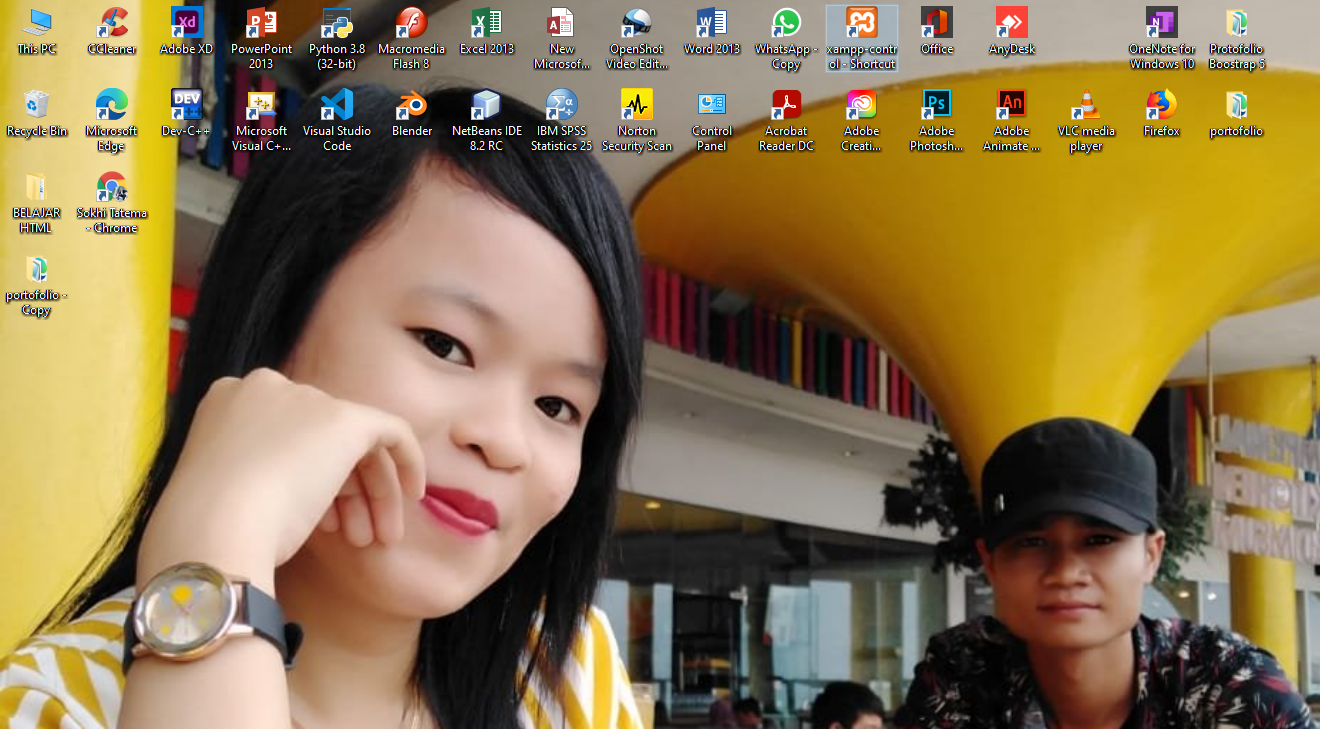 This PC
CCleaner
Adobe XD
PowerPoint
2013
Python 3.8
(32-bit)
Macromedia
Flash 8
Excel 2013
New
Microsof...
OpenShot
Video Edit...
Word 2013
WhatsApp -
Copy
xampp-contr
ol - Shortcut
Office
AnyDesk
OneNote for
Windows 10
Protofolio
Boostrap 5
Recycle Bin
Microsoft
Edge
Dev-C++
Microsoft
Visual C+...
Visual Studio
Code
Blender
NetBeans IDE
8.2 RC
IBM SPSS
Statistics 25
Norton
Security Scan
Control
Panel
Acrobat
Reader DC
Adobe
Creati...
Adobe
Photosh...
Adobe
Animate ...
VLC media
player
Firefox
portofolio
BELAJAR
HTML
Sokhi Tatema
- Chrome
portofolio -
Copy